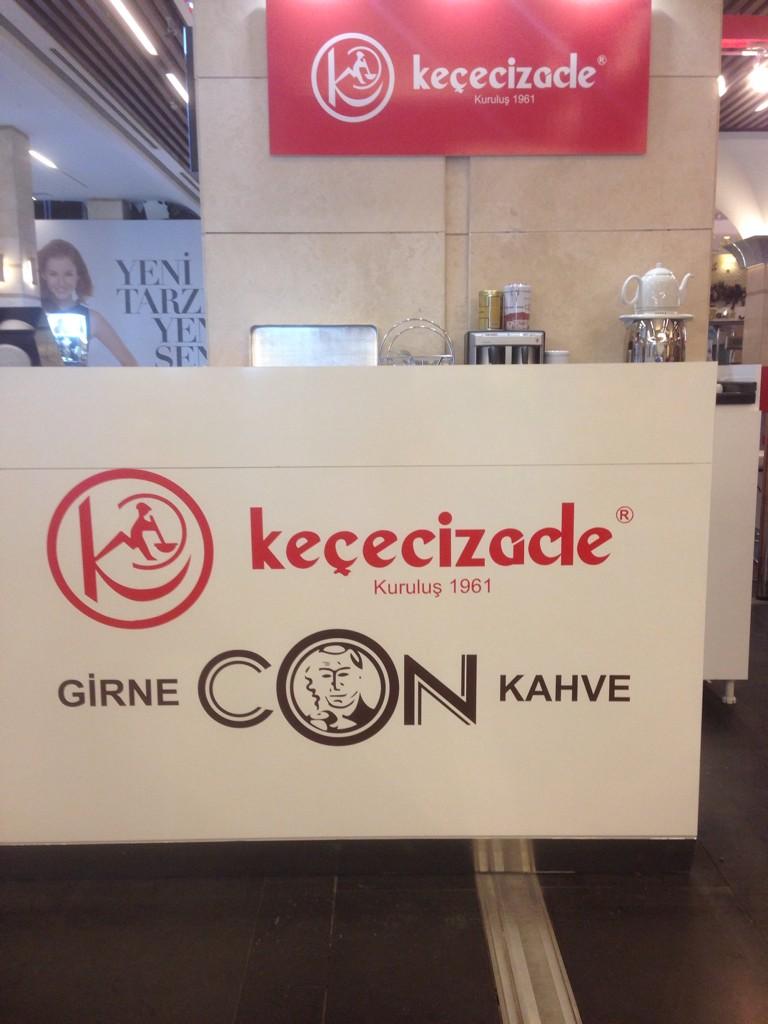 keçecizade®
Kuruluş 1961
YENİ
TARZ
YEN
SEN
keçecizade®
Kuruluş 1961
GİRNE CON KAHVE